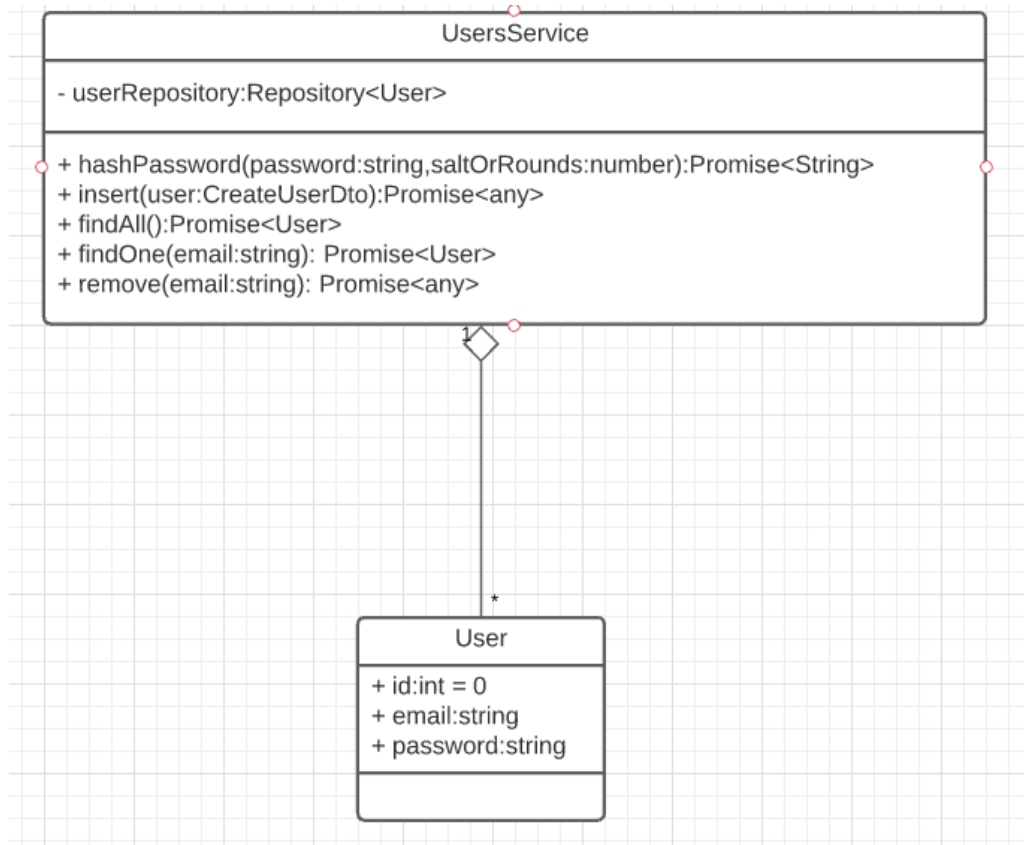 UsersService
- userRepository:Repository<User>
+ hashPassword(password:string,saltOrRounds:number):Promise<String>
+ insert(user:CreateUserDto):Promise<any>
+ findAll():Promise<User>
+ findOne(email:string): Promise<User>
+ remove(email:string): Promise<any>
1
*
User
+ id:int = 0
+ email:string
+ password:string